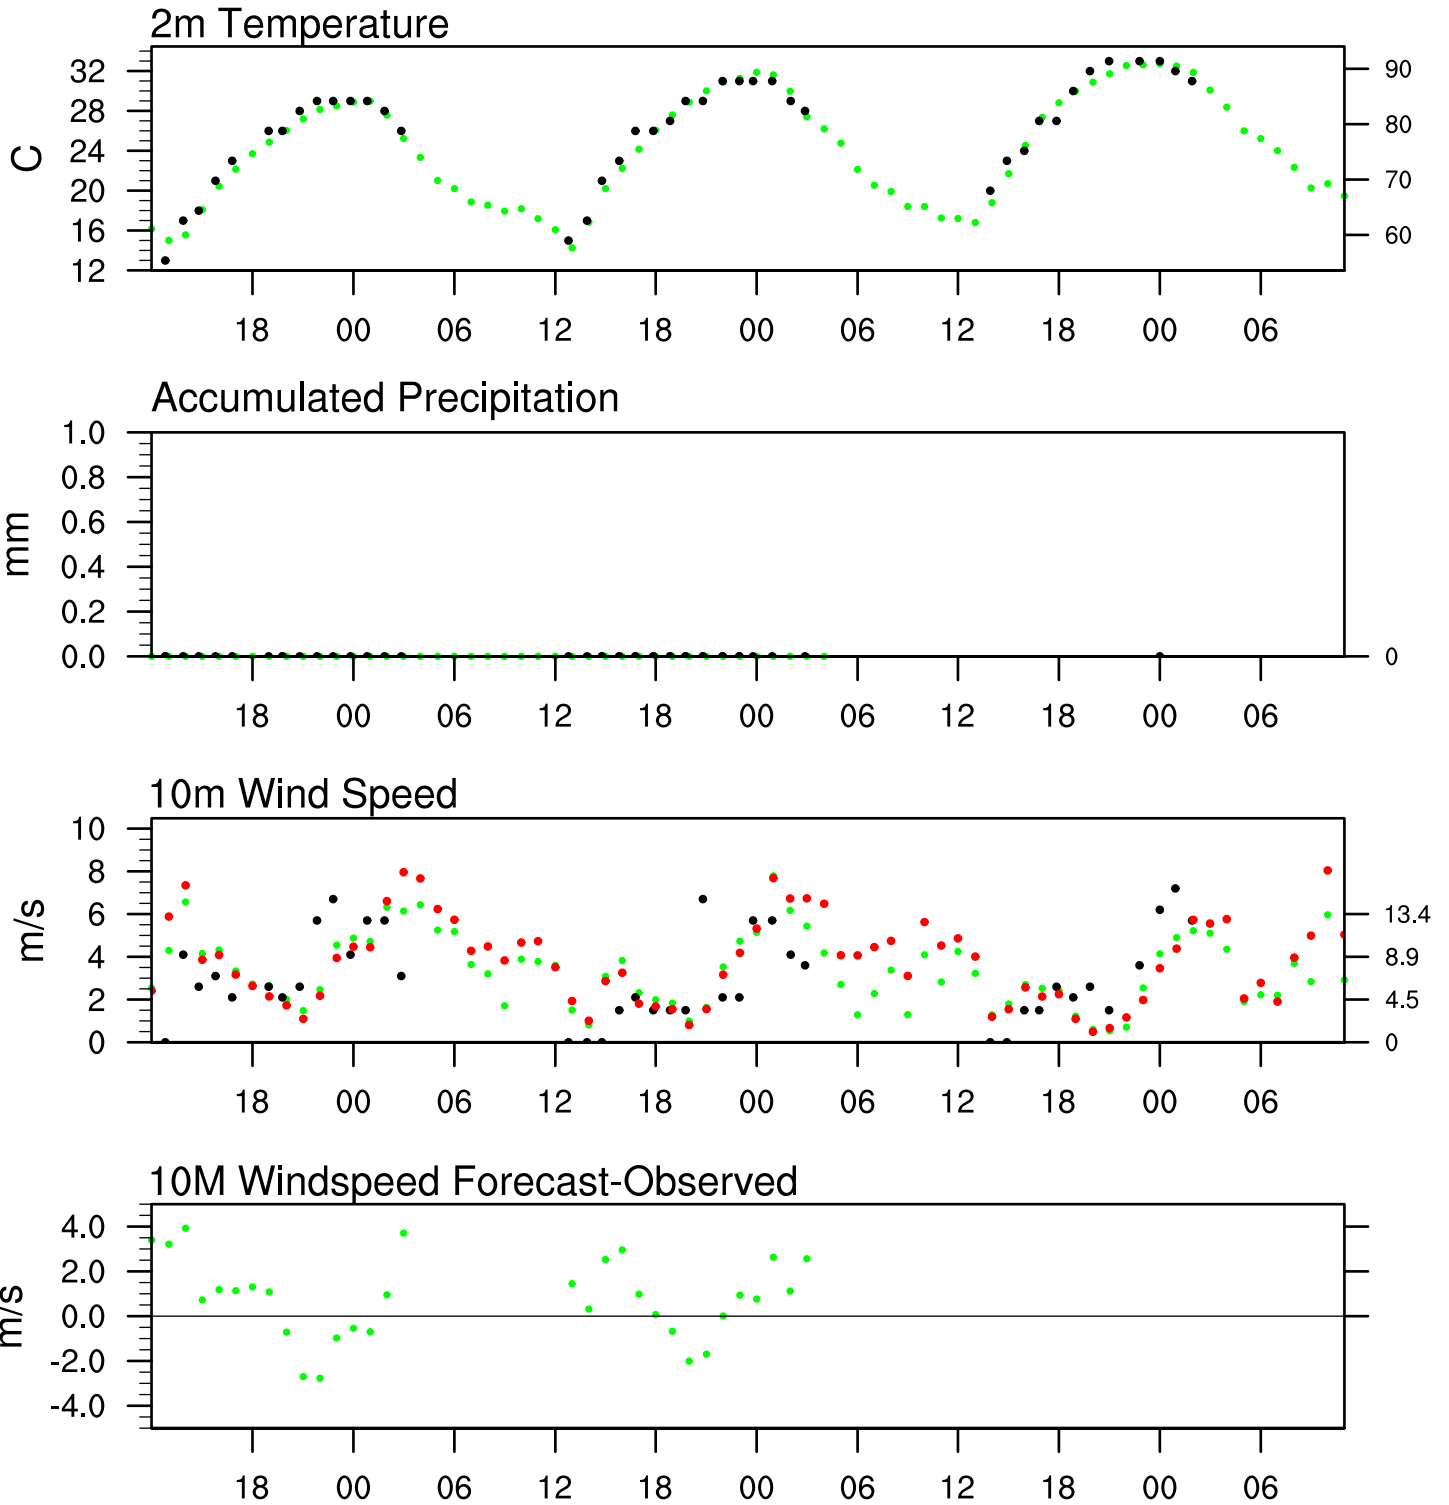 2m Temperature
32
28
24
20
16
12
C
90
80
70
60
18 00 06 12 18 00 06 12 18 00 06
Accumulated Precipitation
1.0
0.8
0.6
0.4
0.2
0.0
mm
0
18 00 06 12 18 00 06 12 18 00 06
10m Wind Speed
10
8
6
4
2
0
m/s
13.4
8.9
4.5
0
18 00 06 12 18 00 06 12 18 00 06
10M Windspeed Forecast-Observed
4.0
2.0
0.0
-2.0
-4.0
m/s
18 00 06 12 18 00 06 12 18 00 06